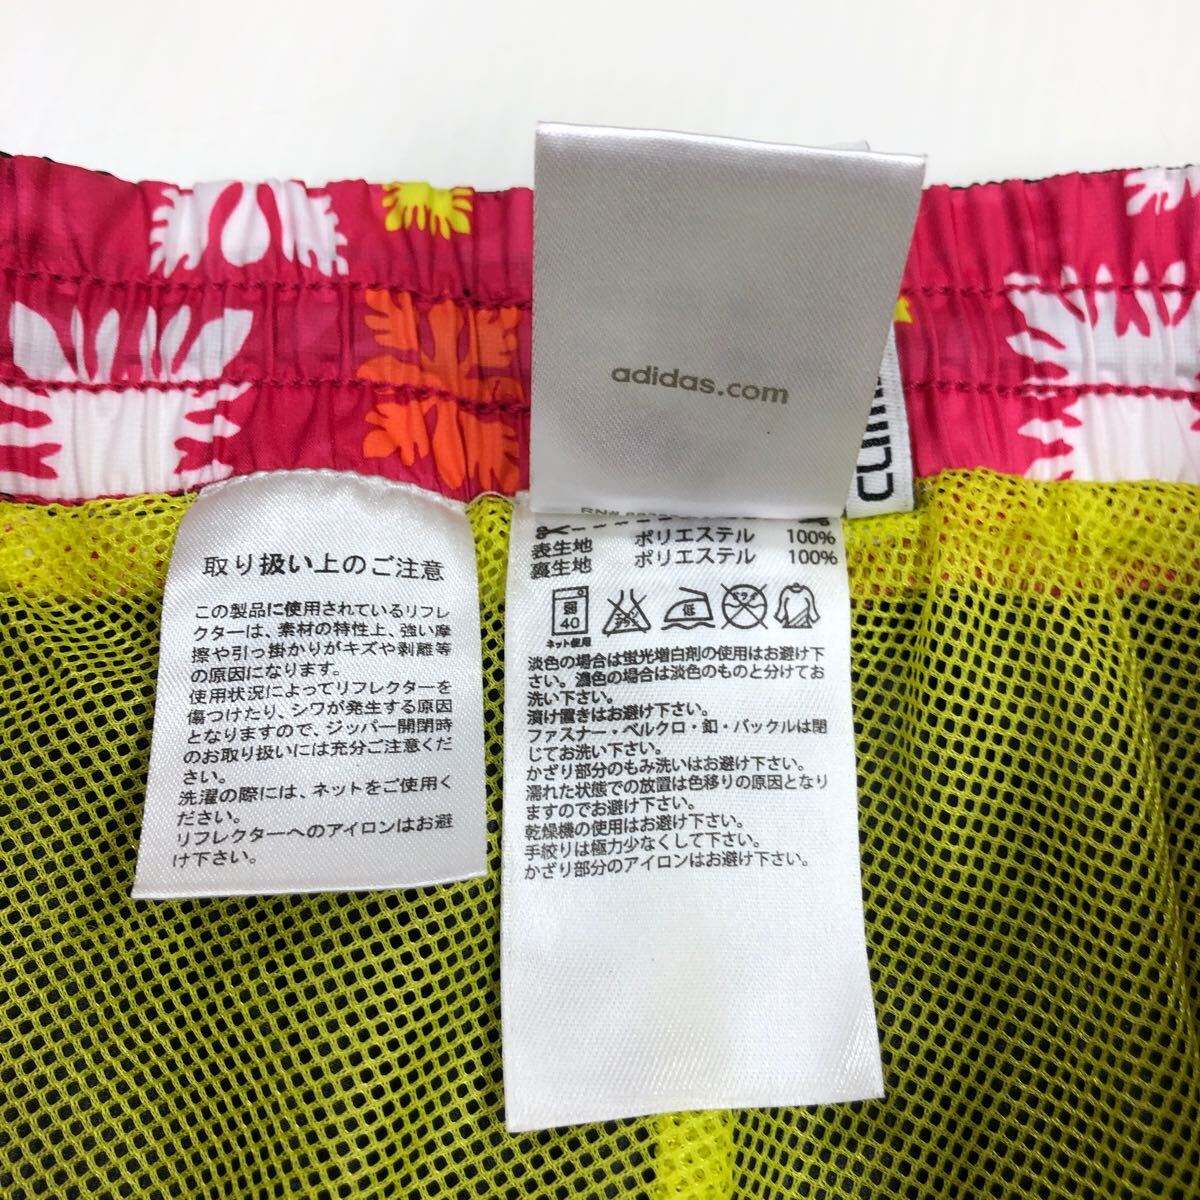 adidas.com
取り扱い上のご注意
この製品に使用されているリフレ
クターは、素材の特性上、強い摩
擦や引っ掛かりがキズや剥離等
の原因になります。
使用状況によってリフレクターを
傷つけたり、シワが発生する原因
となりますので、ジッパー開閉時
のお取り扱いには充分ご注意くだ
さい。
洗濯の際には、ネットをご使用く
ださい。
リフレクターへのアイロンはお避
け下さい。
RN#
表生地 ポリエステル 100%
裏生地 ポリエステル 100%
弱
40
低
ドライ
ネット使用
淡色の場合は蛍光増白剤の使用はお避け下
さい。濃色の場合は淡色のものと分けてお
洗い下さい。
漬け置きはお避け下さい。
ファスナー・ベルクロ・釦・バックルは閉
じてお洗い下さい。
かざり部分のもみ洗いはお避け下さい。
濡れた状態での放置は色移りの原因となり
ますのでお避け下さい。
乾燥機の使用はお避け下さい。
手絞りは極力少なくして下さい。
かざり部分のアイロンはお避け下さい。